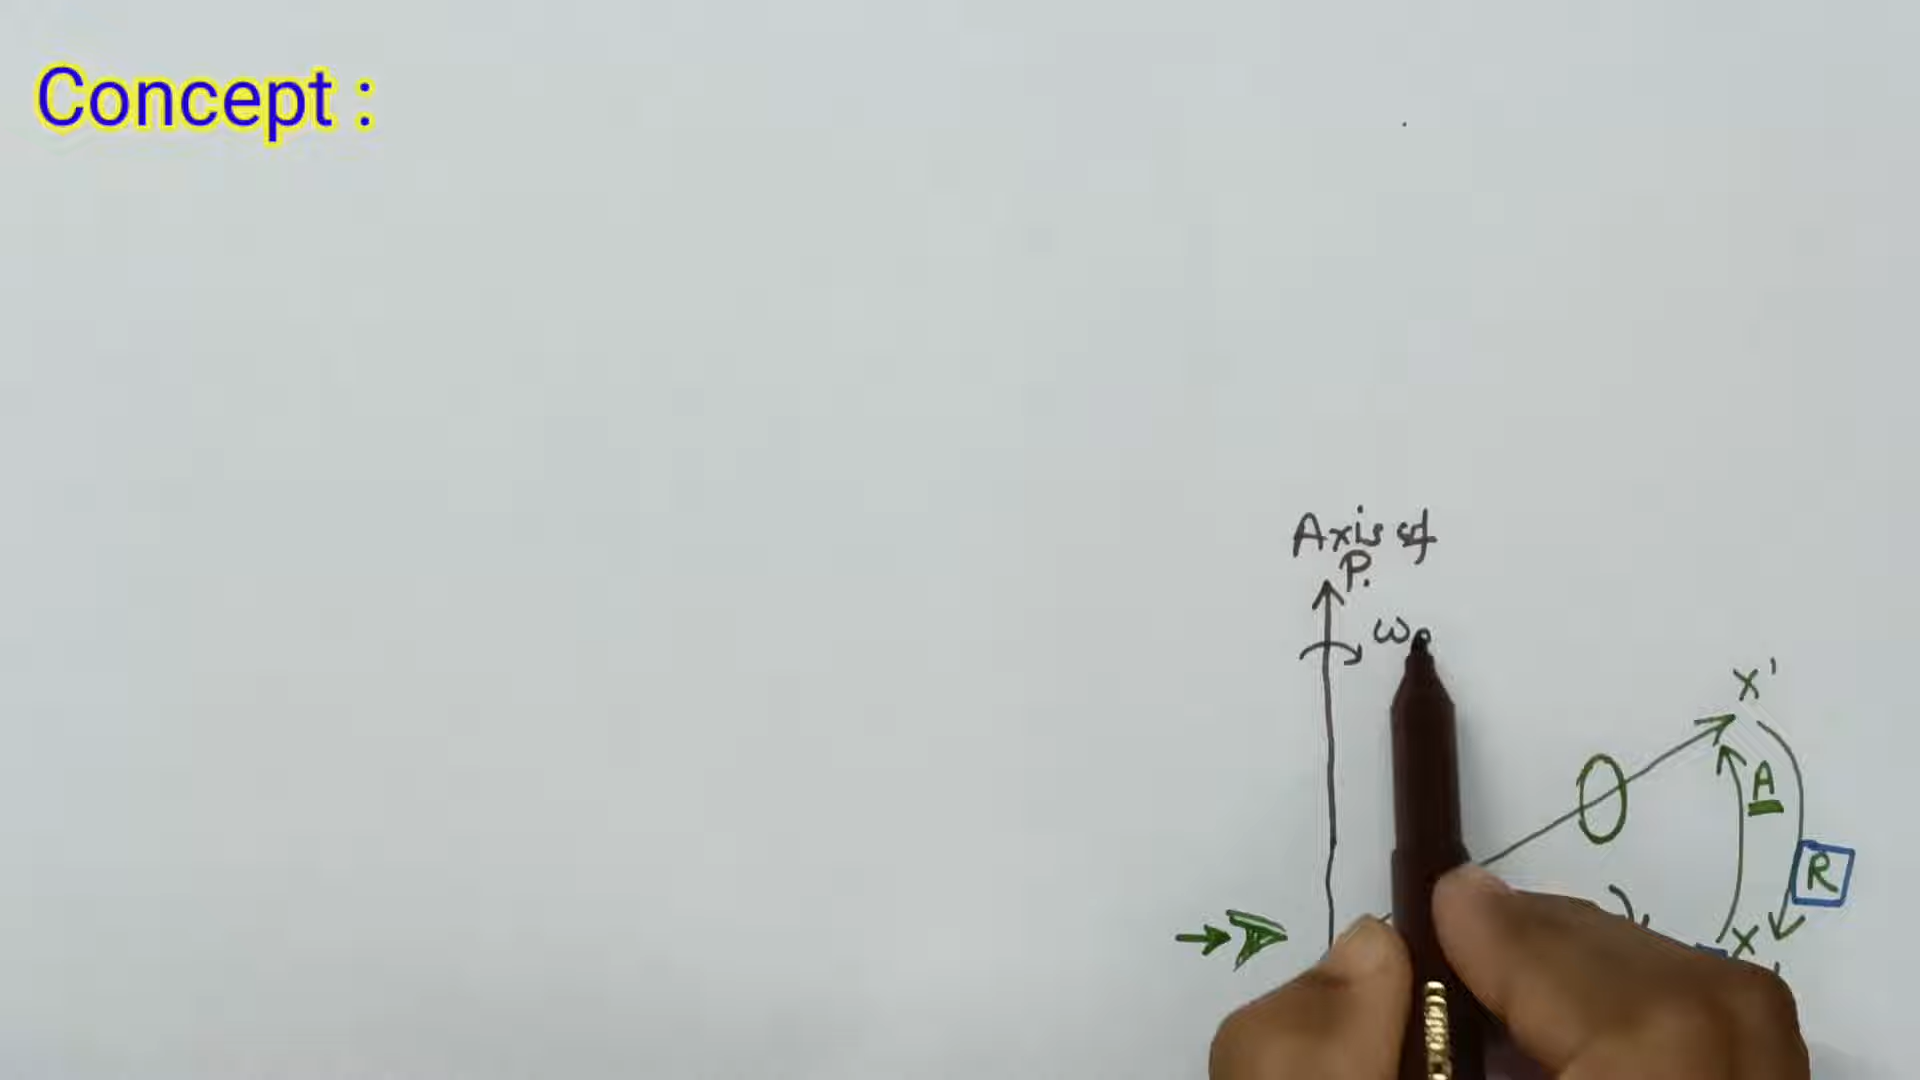 Concept :
Axis of
P.
ω
X'
A
R
X